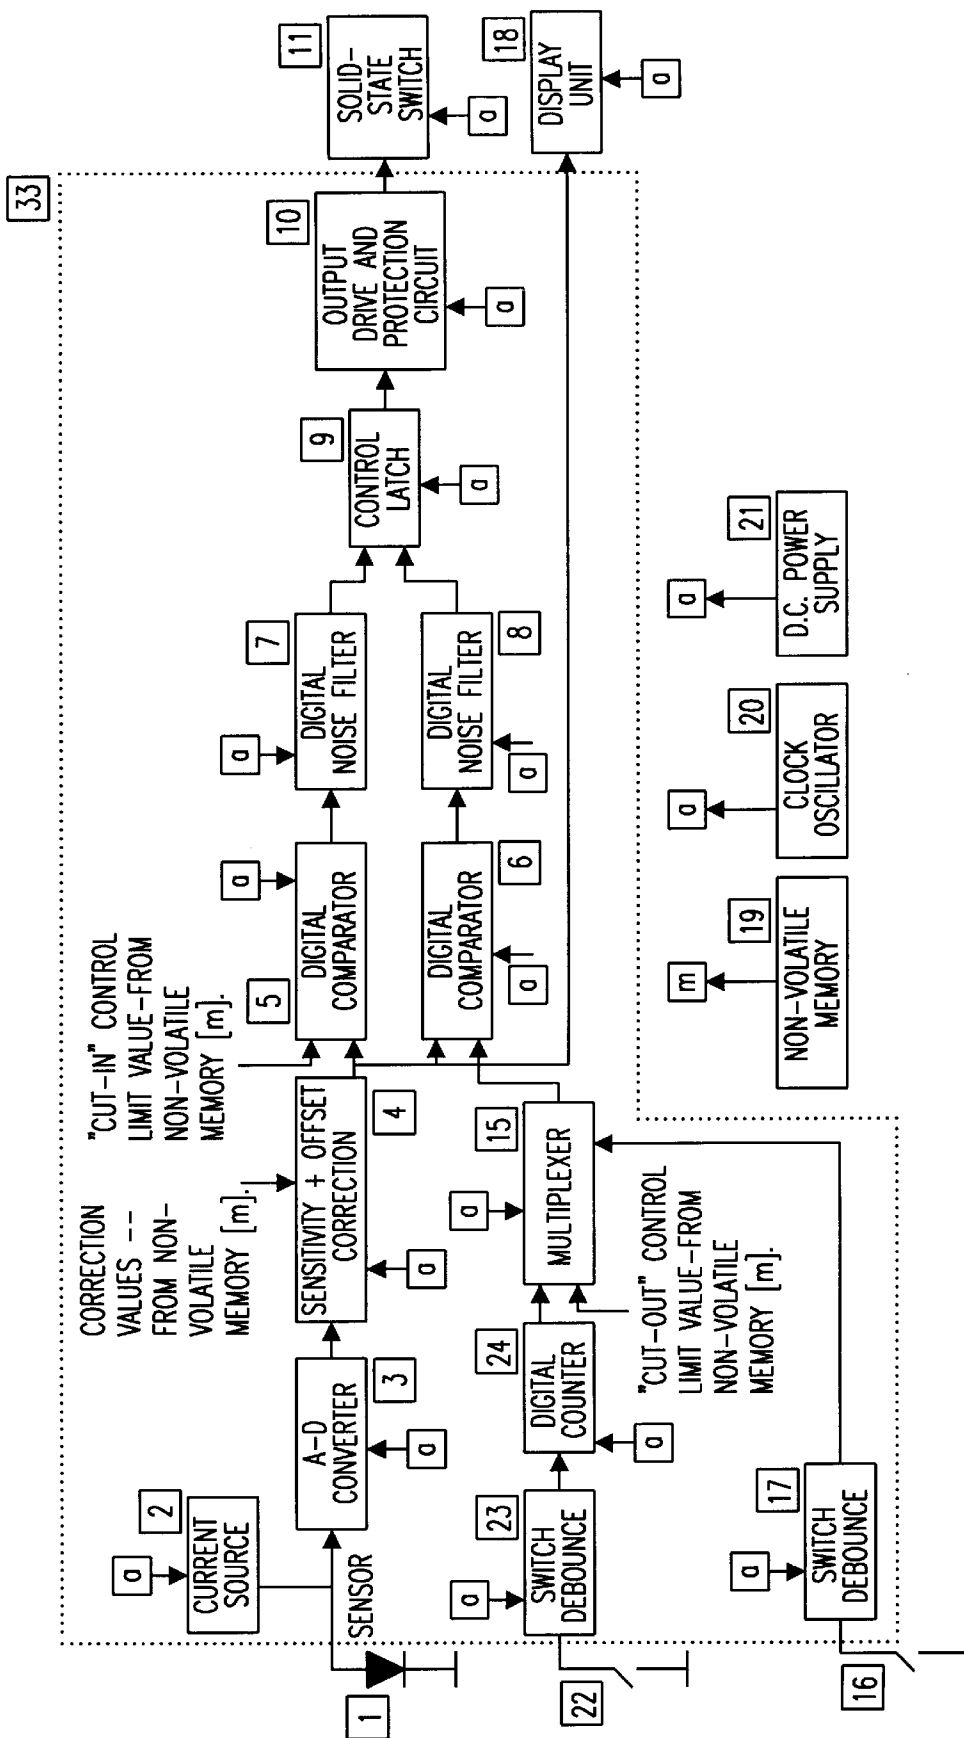 33
11
SOLID-
STATE
SWITCH
a
18
DISPLAY
UNIT
a
10
OUTPUT
DRIVE AND
PROTECTION
CIRCUIT
a
9
CONTROL
LATCH
a
7
DIGITAL
NOISE FILTER
a
8
DIGITAL
NOISE FILTER
a
5
DIGITAL
COMPARATOR
a
6
DIGITAL
COMPARATOR
a
"CUT-IN" CONTROL
LIMIT VALUE-FROM
NON-VOLATILE
MEMORY [m].
CORRECTION
VALUES --
FROM NON-
VOLATILE
MEMORY [m].
4
SENSITIVITY + OFFSET
CORRECTION
a
3
A-D
CONVERTER
a
2
CURRENT
SOURCE
a
SENSOR
1
15
MULTIPLEXER
a
"CUT-OUT" CONTROL
LIMIT VALUE-FROM
NON-VOLATILE
MEMORY [m].
24
DIGITAL
COUNTER
a
23
SWITCH
DEBOUNCE
a
22
17
SWITCH
DEBOUNCE
a
16
19
NON-VOLATILE
MEMORY
m
20
CLOCK
OSCILLATOR
a
21
D.C. POWER
SUPPLY
a